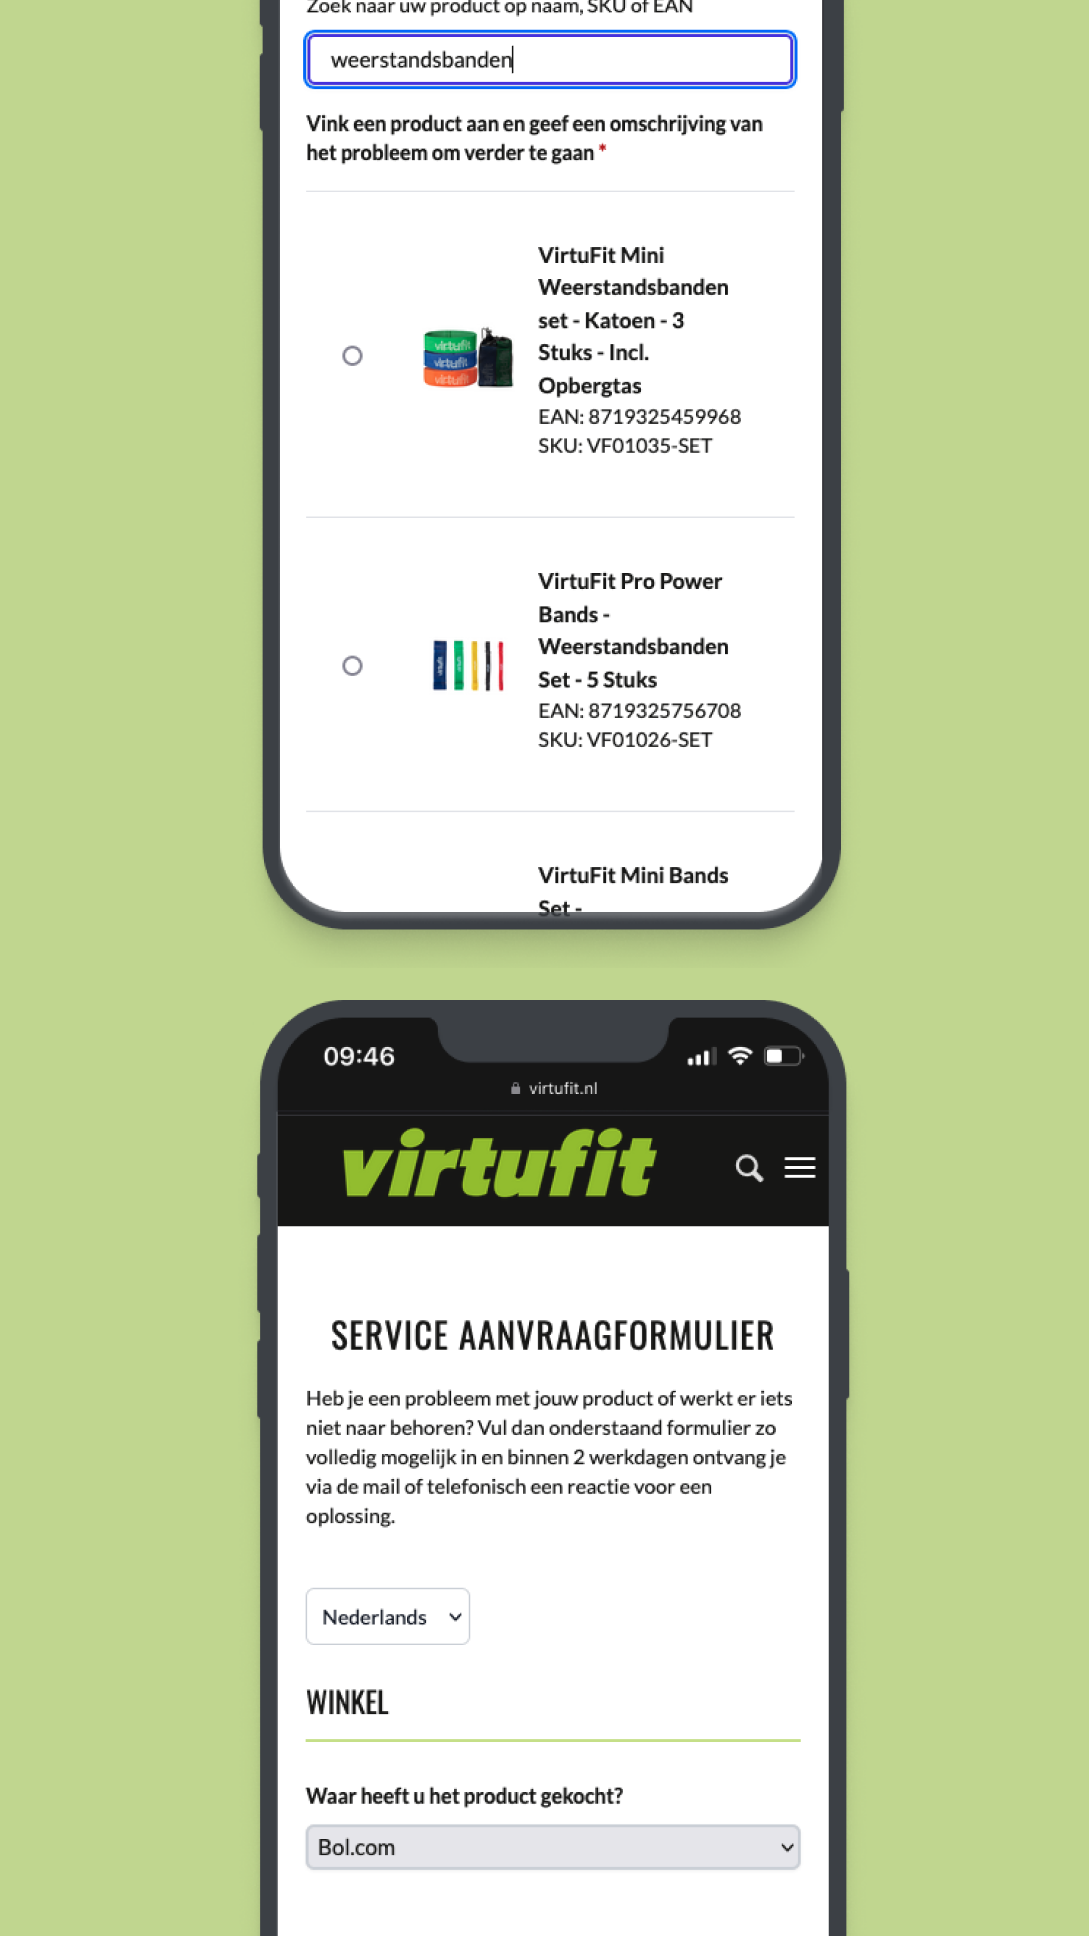 Zoek naar uw product op naam, SKU of EAN
weerstandsbanden
Vink een product aan en geef een omschrijving van
het probleem om verder te gaan *
VirtuFit Mini
Weerstandsbanden
set - Katoen - 3
Stuks - Incl.
Opbergtas
EAN: 8719325459968
SKU: VF01035-SET
virtufit
virtufit
virtufit
VirtuFit Pro Power
Bands -
Weerstandsbanden
Set - 5 Stuks
EAN: 8719325756708
SKU: VF01026-SET
VirtuFit Mini Bands
Set -
09:46
virtufit.nl
virtufit
SERVICE AANVRAAGFORMULIER
Heb je een probleem met jouw product of werkt er iets
niet naar behoren? Vul dan onderstaand formulier zo
volledig mogelijk in en binnen 2 werkdagen ontvang je
via de mail of telefonisch een reactie voor een
oplossing.
Nederlands
WINKEL
Waar heeft u het product gekocht?
Bol.com